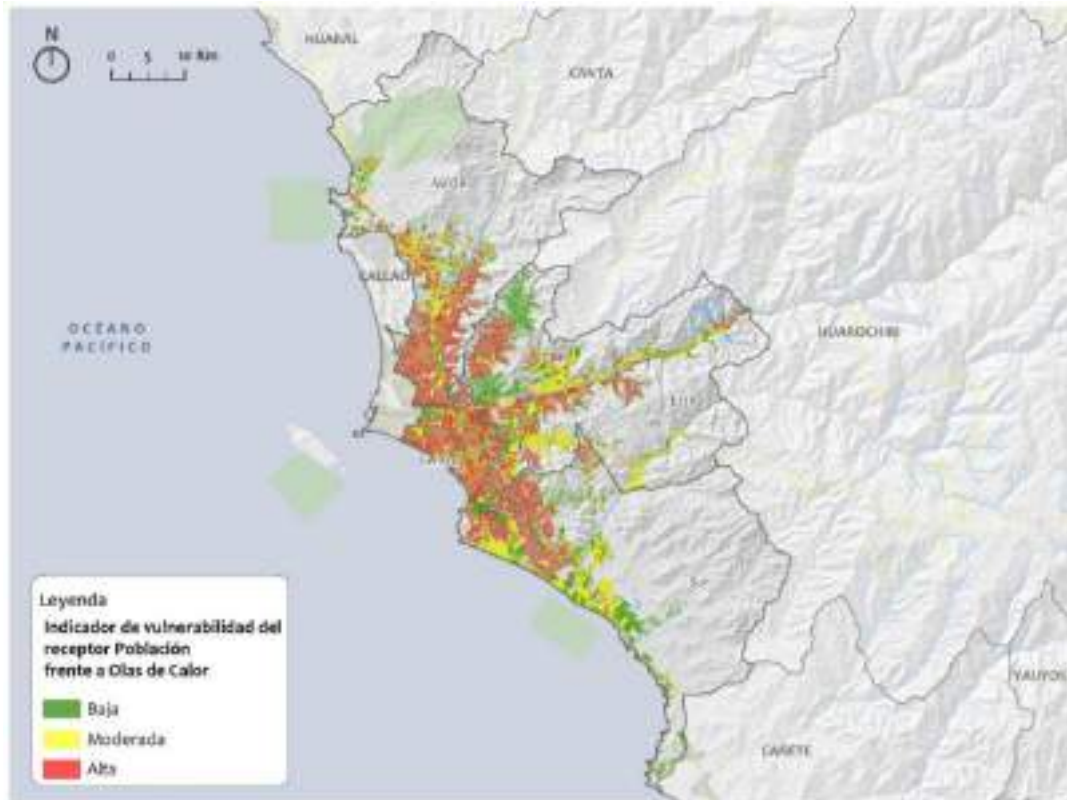 N
0 5 10 Km
HUARAL
CANTA
CALLAO
OCÉANO
PACÍFICO
HUAROCHIRI
Leyenda
Indicador de vulnerabilidad del
receptor Población
frente a Olas de Calor
Baja
Moderada
Alta
YAUYOS
CAÑETE